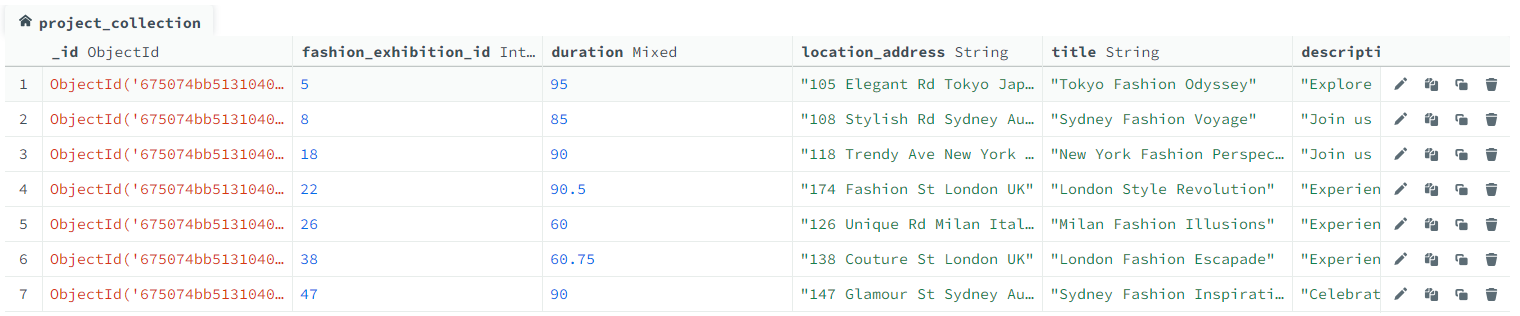 project_collection
_id ObjectId fashion_exhibition_id Int… duration Mixed location_address String title String descripti
1 ObjectId('675074bb5131040… 5 95 "105 Elegant Rd Tokyo Jap… "Tokyo Fashion Odyssey" "Explore
2 ObjectId('675074bb5131040… 8 85 "108 Stylish Rd Sydney Au… "Sydney Fashion Voyage" "Join us
3 ObjectId('675074bb5131040… 18 90 "118 Trendy Ave New York … "New York Fashion Perspec… "Join us
4 ObjectId('675074bb5131040… 22 90.5 "174 Fashion St London UK" "London Style Revolution" "Experien
5 ObjectId('675074bb5131040… 26 60 "126 Unique Rd Milan Ital… "Milan Fashion Illusions" "Experien
6 ObjectId('675074bb5131040… 38 60.75 "138 Couture St London UK" "London Fashion Escapade" "Experien
7 ObjectId('675074bb5131040… 47 90 "147 Glamour St Sydney Au… "Sydney Fashion Inspirati… "Celebrat